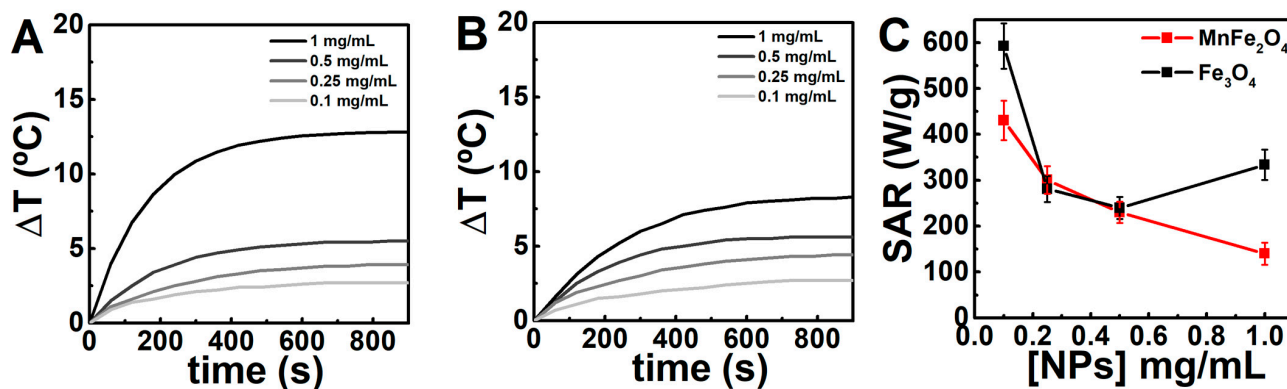 A
20
15
10
5
0
ΔT (ºC)
1 mg/mL
0.5 mg/mL
0.25 mg/mL
0.1 mg/mL
0 200 400 600 800
time (s)
B
20
15
10
5
0
ΔT (ºC)
1 mg/mL
0.5 mg/mL
0.25 mg/mL
0.1 mg/mL
0 200 400 600 800
time (s)
C
600
500
400
300
200
100
0
SAR (W/g)
MnFe₂O₄
Fe₃O₄
0.0 0.2 0.4 0.6 0.8 1.0
[NPs] mg/mL